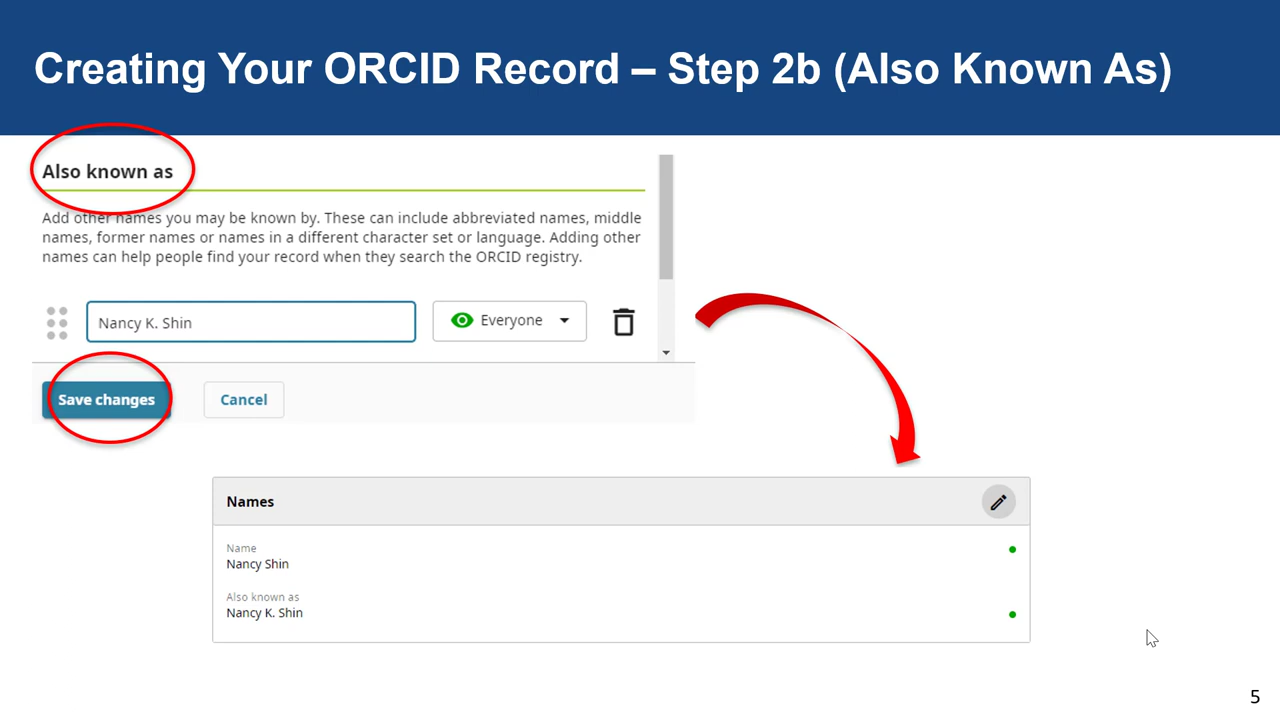 Creating Your ORCID Record – Step 2b (Also Known As)
Also known as
Add other names you may be known by. These can include abbreviated names, middle
names, former names or names in a different character set or language. Adding other
names can help people find your record when they search the ORCID registry.
Nancy K. Shin
Everyone
Save changes
Cancel
Names
Name
Nancy Shin
Also known as
Nancy K. Shin
5